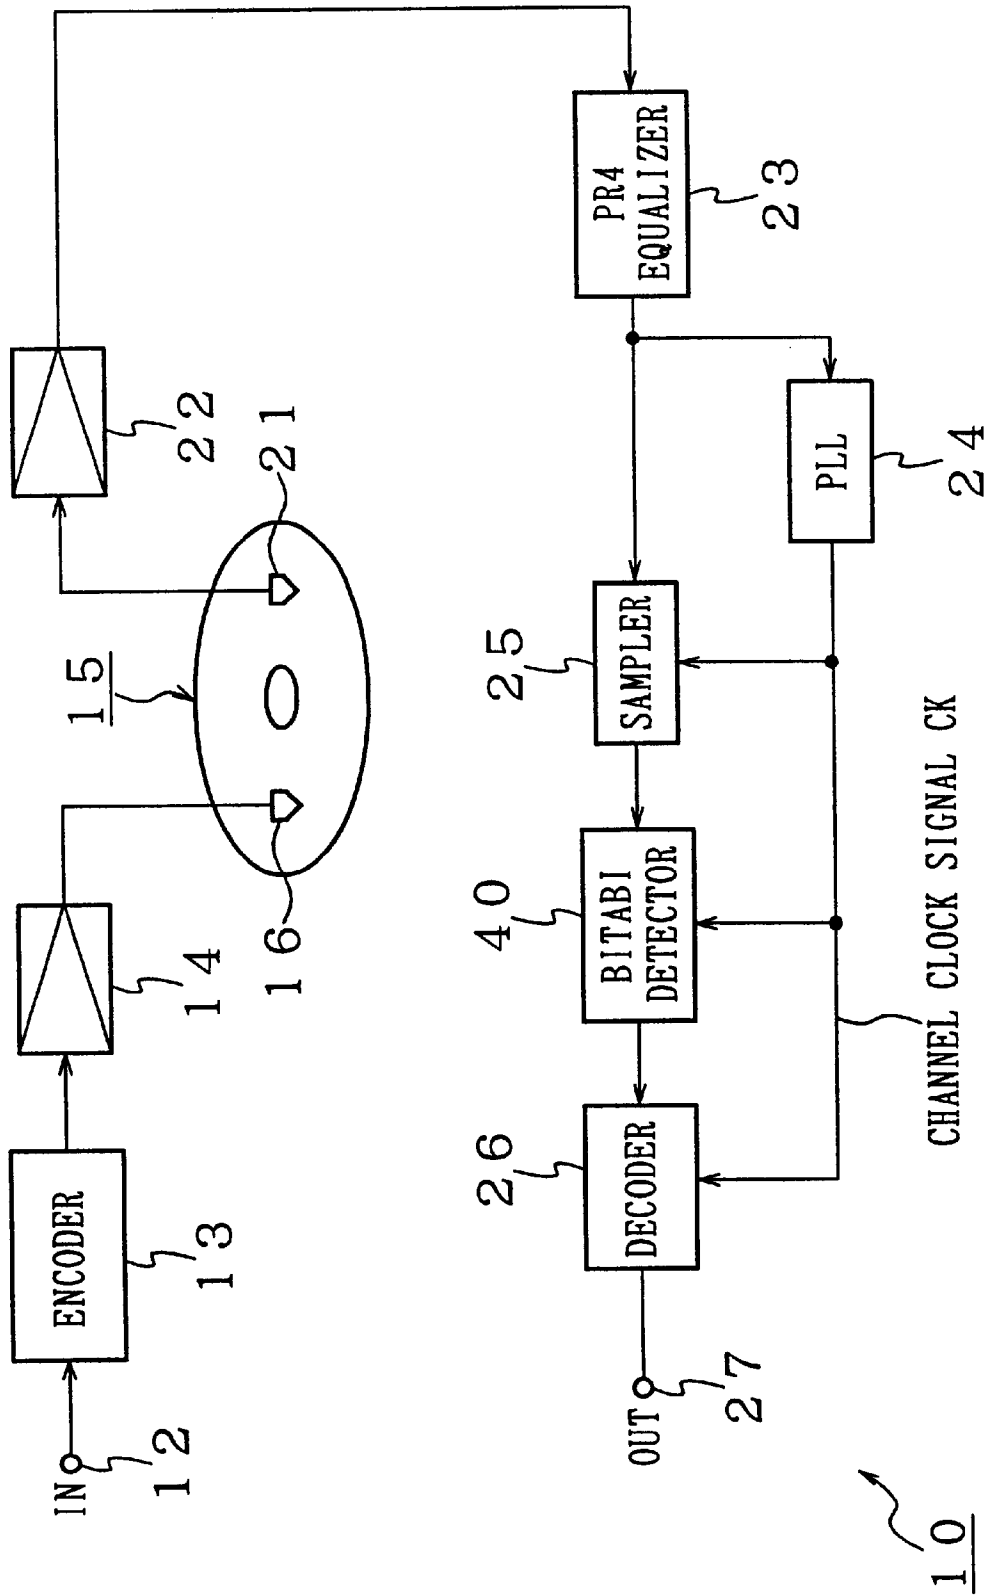 IN
12
ENCODER
13
14
16
15
21
22
PR4
EQUALIZER
23
PLL
24
SAMPLER
25
BITABI
DETECTOR
40
DECODER
26
OUT
27
CHANNEL CLOCK SIGNAL CK
10